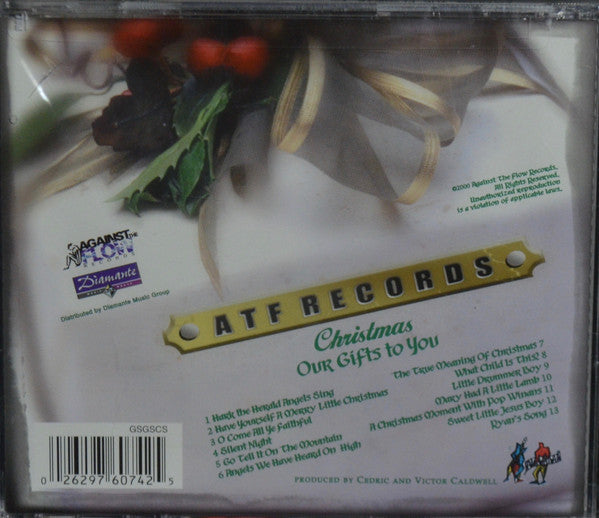 ©2000 Against The Flow Records.
All Rights Reserved.
Unauthorized reproduction
is a violation of applicable laws.
AGAINST THE
FLOW
RECORDS
Diamante
Distributed by Diamante Music Group
ATF RECORDS
Christmas
Our Gifts to You
1 Hark the Herald Angels Sing
2 Have Yourself A Merry Little Christmas
3 O Come All Ye Faithful
4 Silent Night
5 Go Tell It On The Mountain
6 Angels We Have Heard On High
The True Meaning Of Christmas 7
What Child Is This? 8
Little Drummer Boy 9
Mary Had A Little Lamb 10
A Christmas Moment With Pop Winans 11
Sweet Little Jesus Boy 12
Ryan's Song 13
GSGSCS
0 26297 60742 5
Produced by Cedric and Victor Caldwell